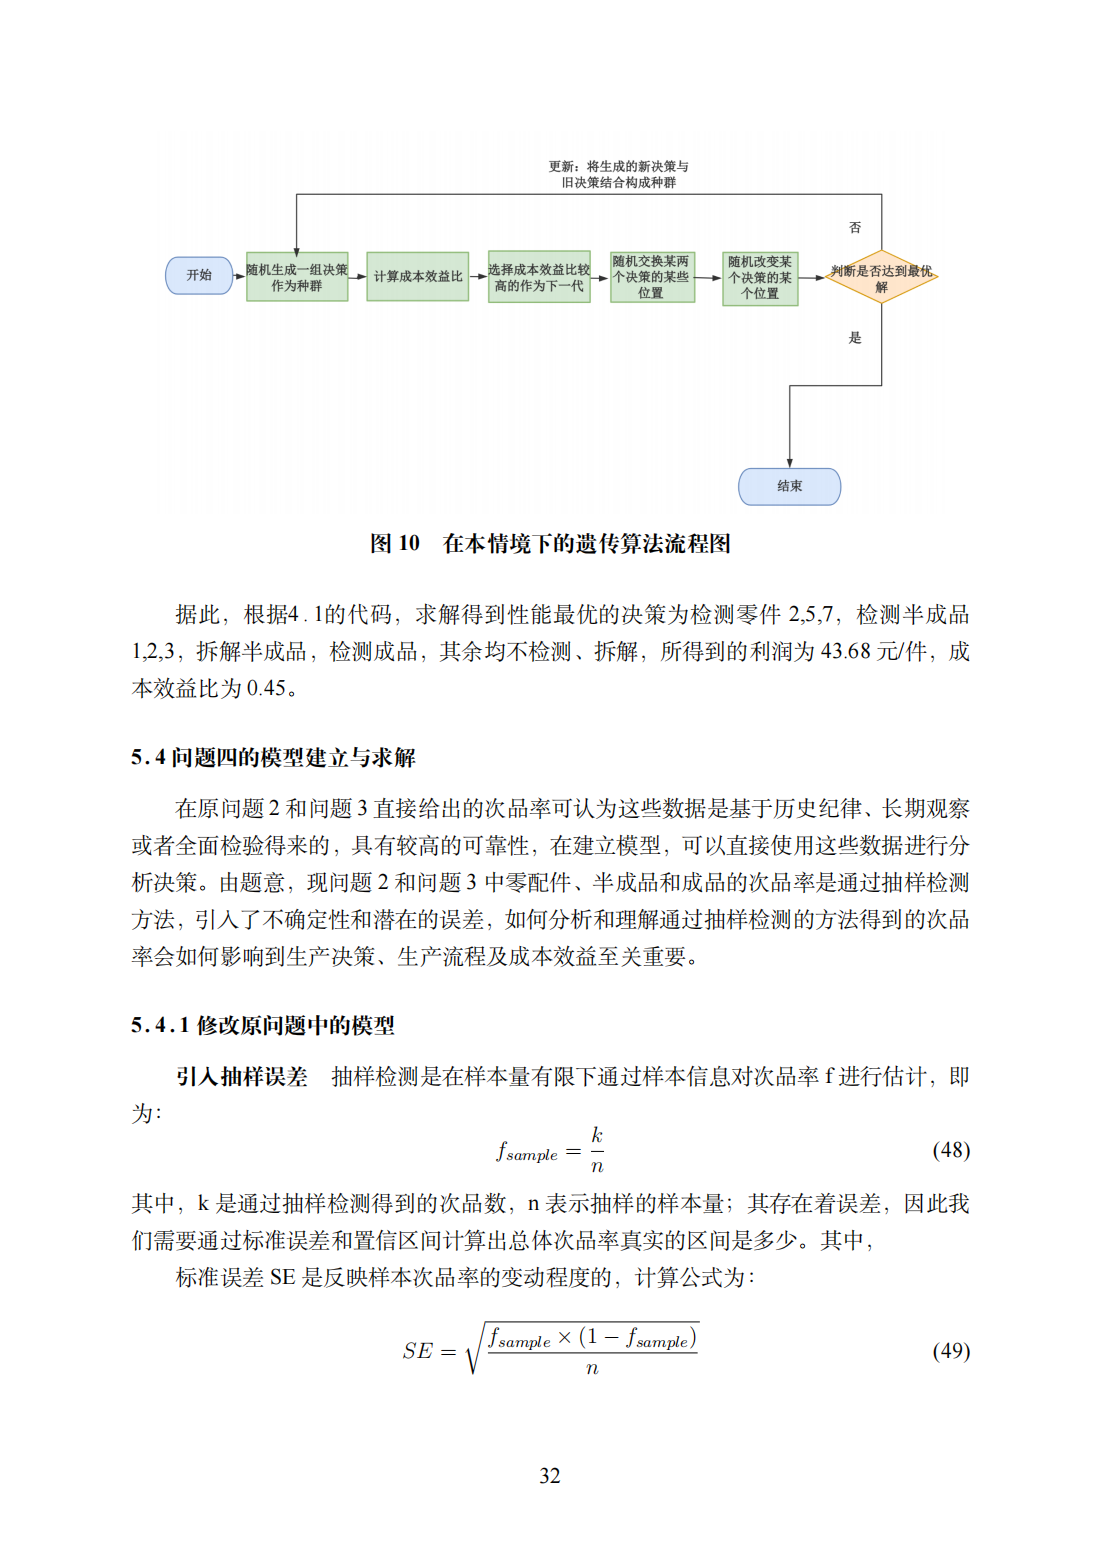 更新：将生成的新决策与
旧决策结合构成种群
否
开始
随机生成一组决策
作为种群
计算成本效益比
选择成本效益比较
高的作为下一代
随机交换某两
个决策的某些
位置
随机改变某
个决策的某
个位置
判断是否达到最优
解
是
结束
图 10 在本情境下的遗传算法流程图
据此，根据4.1的代码，求解得到性能最优的决策为检测零件 2,5,7，检测半成品
1,2,3，拆解半成品，检测成品，其余均不检测、拆解，所得到的利润为 43.68 元/件，成
本效益比为 0.45。
5.4 问题四的模型建立与求解
在原问题 2 和问题 3 直接给出的次品率可认为这些数据是基于历史纪律、长期观察
或者全面检验得来的，具有较高的可靠性，在建立模型，可以直接使用这些数据进行分
析决策。由题意，现问题 2 和问题 3 中零配件、半成品和成品的次品率是通过抽样检测
方法，引入了不确定性和潜在的误差，如何分析和理解通过抽样检测的方法得到的次品
率会如何影响到生产决策、生产流程及成本效益至关重要。
5.4.1 修改原问题中的模型
引入抽样误差 抽样检测是在样本量有限下通过样本信息对次品率 f 进行估计，即
为：
f_{sample} = \frac{k}{n} (48)
其中，k 是通过抽样检测得到的次品数，n 表示抽样的样本量；其存在着误差，因此我
们需要通过标准误差和置信区间计算出总体次品率真实的区间是多少。其中，
标准误差 SE 是反映样本次品率的变动程度的，计算公式为：
SE = \sqrt{\frac{f_{sample} × (1 − f_{sample})}{n}} (49)
32